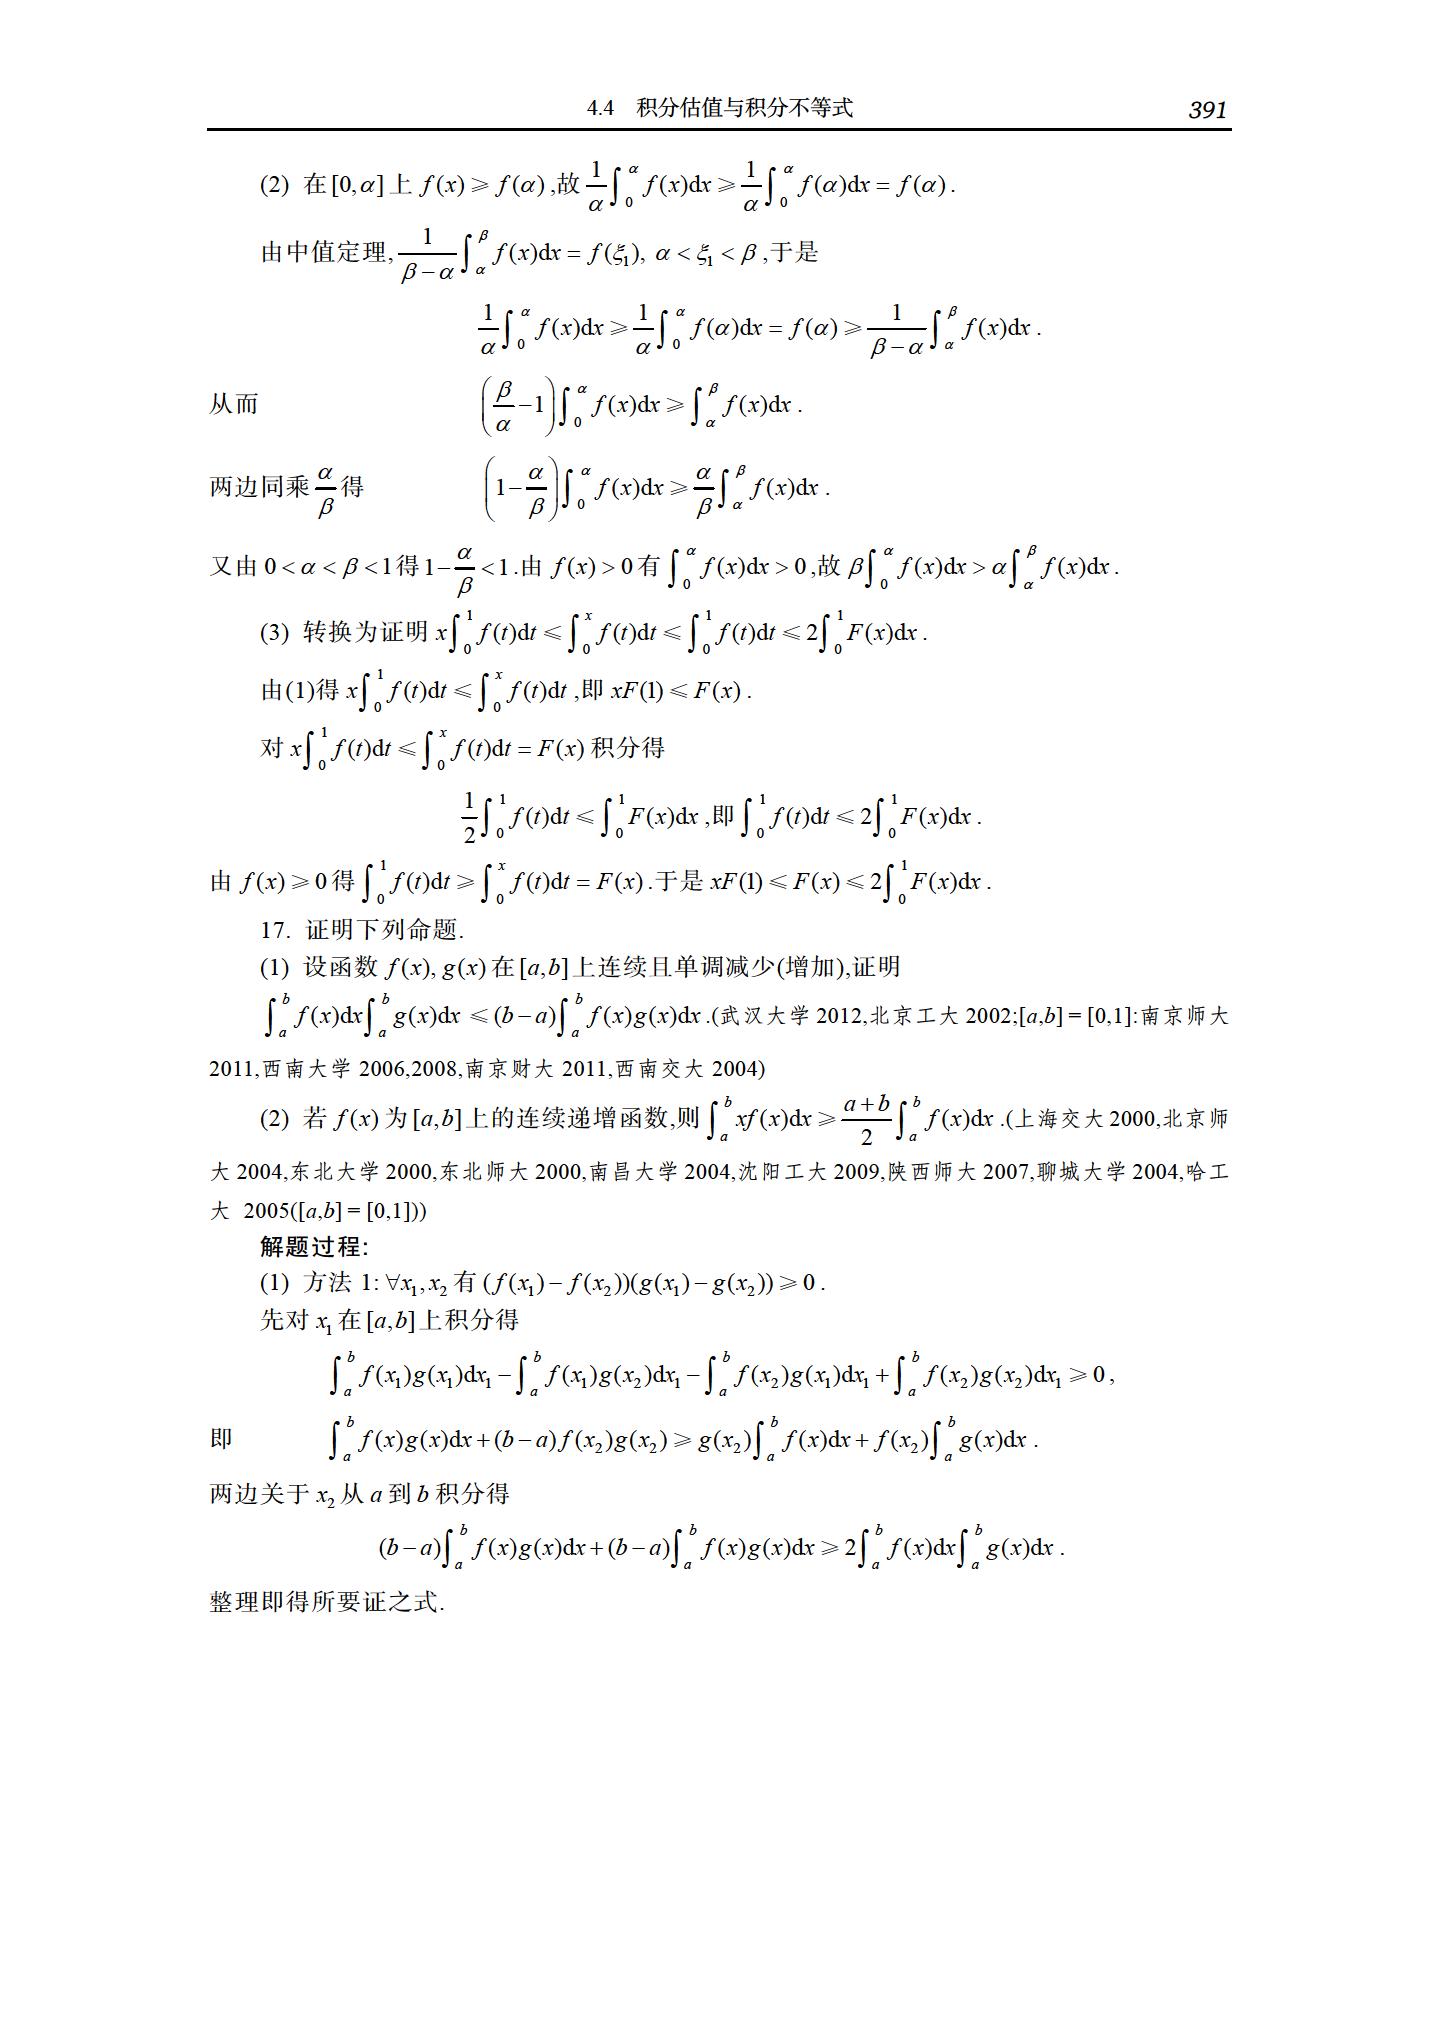 4.4 积分估值与积分不等式 391
(2) 在 $[0,\alpha]$ 上 $f(x)\geqslant f(\alpha)$,故 $\frac{1}{\alpha}\int_0^\alpha f(x)\mathrm{d}x\geqslant\frac{1}{\alpha}\int_0^\alpha f(\alpha)\mathrm{d}x=f(\alpha)$.
由中值定理, $\frac{1}{\beta-\alpha}\int_\alpha^\beta f(x)\mathrm{d}x=f(\xi_1),\ \alpha<\xi_1<\beta$,于是
$\frac{1}{\alpha}\int_0^\alpha f(x)\mathrm{d}x\geqslant\frac{1}{\alpha}\int_0^\alpha f(\alpha)\mathrm{d}x=f(\alpha)\geqslant\frac{1}{\beta-\alpha}\int_\alpha^\beta f(x)\mathrm{d}x$.
从而 $\left(\frac{\beta}{\alpha}-1\right)\int_0^\alpha f(x)\mathrm{d}x\geqslant\int_\alpha^\beta f(x)\mathrm{d}x$.
两边同乘 $\frac{\alpha}{\beta}$ 得 $\left(1-\frac{\alpha}{\beta}\right)\int_0^\alpha f(x)\mathrm{d}x\geqslant\frac{\alpha}{\beta}\int_\alpha^\beta f(x)\mathrm{d}x$.
又由 $0<\alpha<\beta<1$ 得 $1-\frac{\alpha}{\beta}<1$.由 $f(x)>0$ 有 $\int_0^\alpha f(x)\mathrm{d}x>0$,故 $\beta\int_0^\alpha f(x)\mathrm{d}x>\alpha\int_\alpha^\beta f(x)\mathrm{d}x$.
(3) 转换为证明 $x\int_0^1 f(t)\mathrm{d}t\leqslant\int_0^x f(t)\mathrm{d}t\leqslant\int_0^1 f(t)\mathrm{d}t\leqslant 2\int_0^1 F(x)\mathrm{d}x$.
由(1)得 $x\int_0^1 f(t)\mathrm{d}t\leqslant\int_0^x f(t)\mathrm{d}t$,即 $xF(1)\leqslant F(x)$.
对 $x\int_0^1 f(t)\mathrm{d}t\leqslant\int_0^x f(t)\mathrm{d}t=F(x)$ 积分得
$\frac{1}{2}\int_0^1 f(t)\mathrm{d}t\leqslant\int_0^1 F(x)\mathrm{d}x$,即 $\int_0^1 f(t)\mathrm{d}t\leqslant 2\int_0^1 F(x)\mathrm{d}x$.
由 $f(x)\geqslant 0$ 得 $\int_0^1 f(t)\mathrm{d}t\geqslant\int_0^x f(t)\mathrm{d}t=F(x)$.于是 $xF(1)\leqslant F(x)\leqslant 2\int_0^1 F(x)\mathrm{d}x$.
17. 证明下列命题.
(1) 设函数 $f(x),g(x)$ 在 $[a,b]$ 上连续且单调减少(增加),证明
$\int_a^b f(x)\mathrm{d}x\int_a^b g(x)\mathrm{d}x\leqslant(b-a)\int_a^b f(x)g(x)\mathrm{d}x$.(武汉大学 2012,北京工大 2002;$[a,b]=[0,1]$:南京师大
2011,西南大学 2006,2008,南京财大 2011,西南交大 2004)
(2) 若 $f(x)$ 为 $[a,b]$ 上的连续递增函数,则 $\int_a^b xf(x)\mathrm{d}x\geqslant\frac{a+b}{2}\int_a^b f(x)\mathrm{d}x$.(上海交大 2000,北京师
大 2004,东北大学 2000,东北师大 2000,南昌大学 2004,沈阳工大 2009,陕西师大 2007,聊城大学 2004,哈工
大 2005($[a,b]=[0,1]$))
解题过程:
(1) 方法 1: $\forall x_1,x_2$ 有 $(f(x_1)-f(x_2))(g(x_1)-g(x_2))\geqslant 0$.
先对 $x_1$ 在 $[a,b]$ 上积分得
$\int_a^b f(x_1)g(x_1)\mathrm{d}x_1-\int_a^b f(x_1)g(x_2)\mathrm{d}x_1-\int_a^b f(x_2)g(x_1)\mathrm{d}x_1+\int_a^b f(x_2)g(x_2)\mathrm{d}x_1\geqslant 0$,
即 $\int_a^b f(x)g(x)\mathrm{d}x+(b-a)f(x_2)g(x_2)\geqslant g(x_2)\int_a^b f(x)\mathrm{d}x+f(x_2)\int_a^b g(x)\mathrm{d}x$.
两边关于 $x_2$ 从 $a$ 到 $b$ 积分得
$(b-a)\int_a^b f(x)g(x)\mathrm{d}x+(b-a)\int_a^b f(x)g(x)\mathrm{d}x\geqslant 2\int_a^b f(x)\mathrm{d}x\int_a^b g(x)\mathrm{d}x$.
整理即得所要证之式.